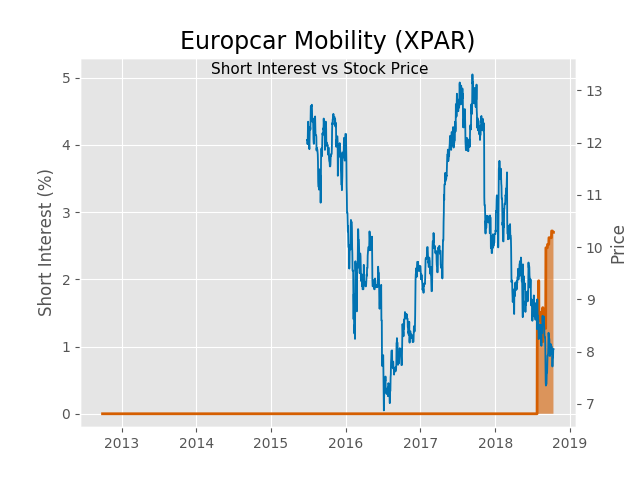 Europcar Mobility (XPAR)
Short Interest vs Stock Price
Short Interest (%)
5
4
3
2
1
0
13
12
11
10
9
8
7
Price
2013 2014 2015 2016 2017 2018 2019